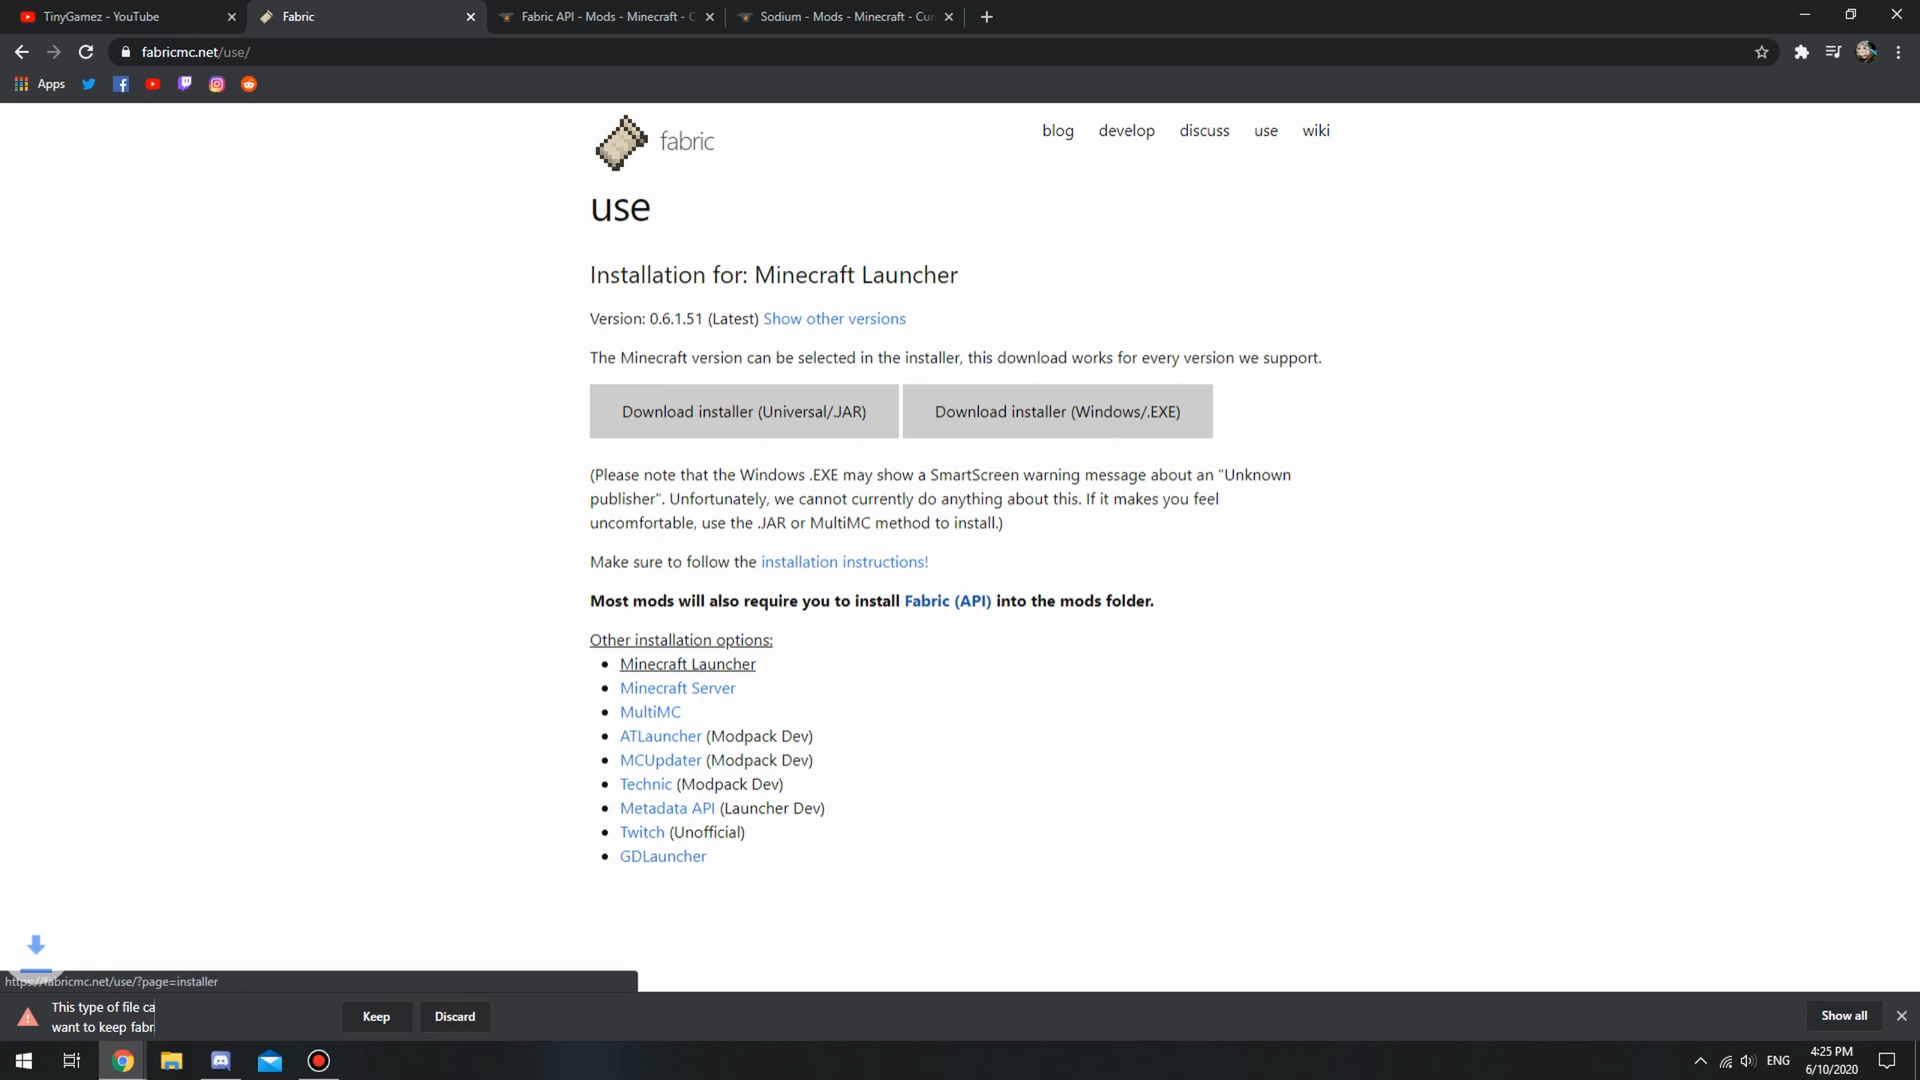 TinyGamez - YouTube
Fabric
Fabric API - Mods - Minecraft - C
Sodium - Mods - Minecraft - Cur
fabricmc.net/use/
Apps
fabric
blog develop discuss use wiki
use
Installation for: Minecraft Launcher
Version: 0.6.1.51 (Latest) Show other versions
The Minecraft version can be selected in the installer, this download works for every version we support.
Download installer (Universal/.JAR) Download installer (Windows/.EXE)
(Please note that the Windows .EXE may show a SmartScreen warning message about an "Unknown
publisher". Unfortunately, we cannot currently do anything about this. If it makes you feel
uncomfortable, use the .JAR or MultiMC method to install.)
Make sure to follow the installation instructions!
Most mods will also require you to install Fabric (API) into the mods folder.
Other installation options:
Minecraft Launcher
Minecraft Server
MultiMC
ATLauncher (Modpack Dev)
MCUpdater (Modpack Dev)
Technic (Modpack Dev)
Metadata API (Launcher Dev)
Twitch (Unofficial)
GDLauncher
https://fabricmc.net/use/?page=installer
This type of file ca
want to keep fabr
Keep
Discard
Show all
ENG
4:25 PM
6/10/2020